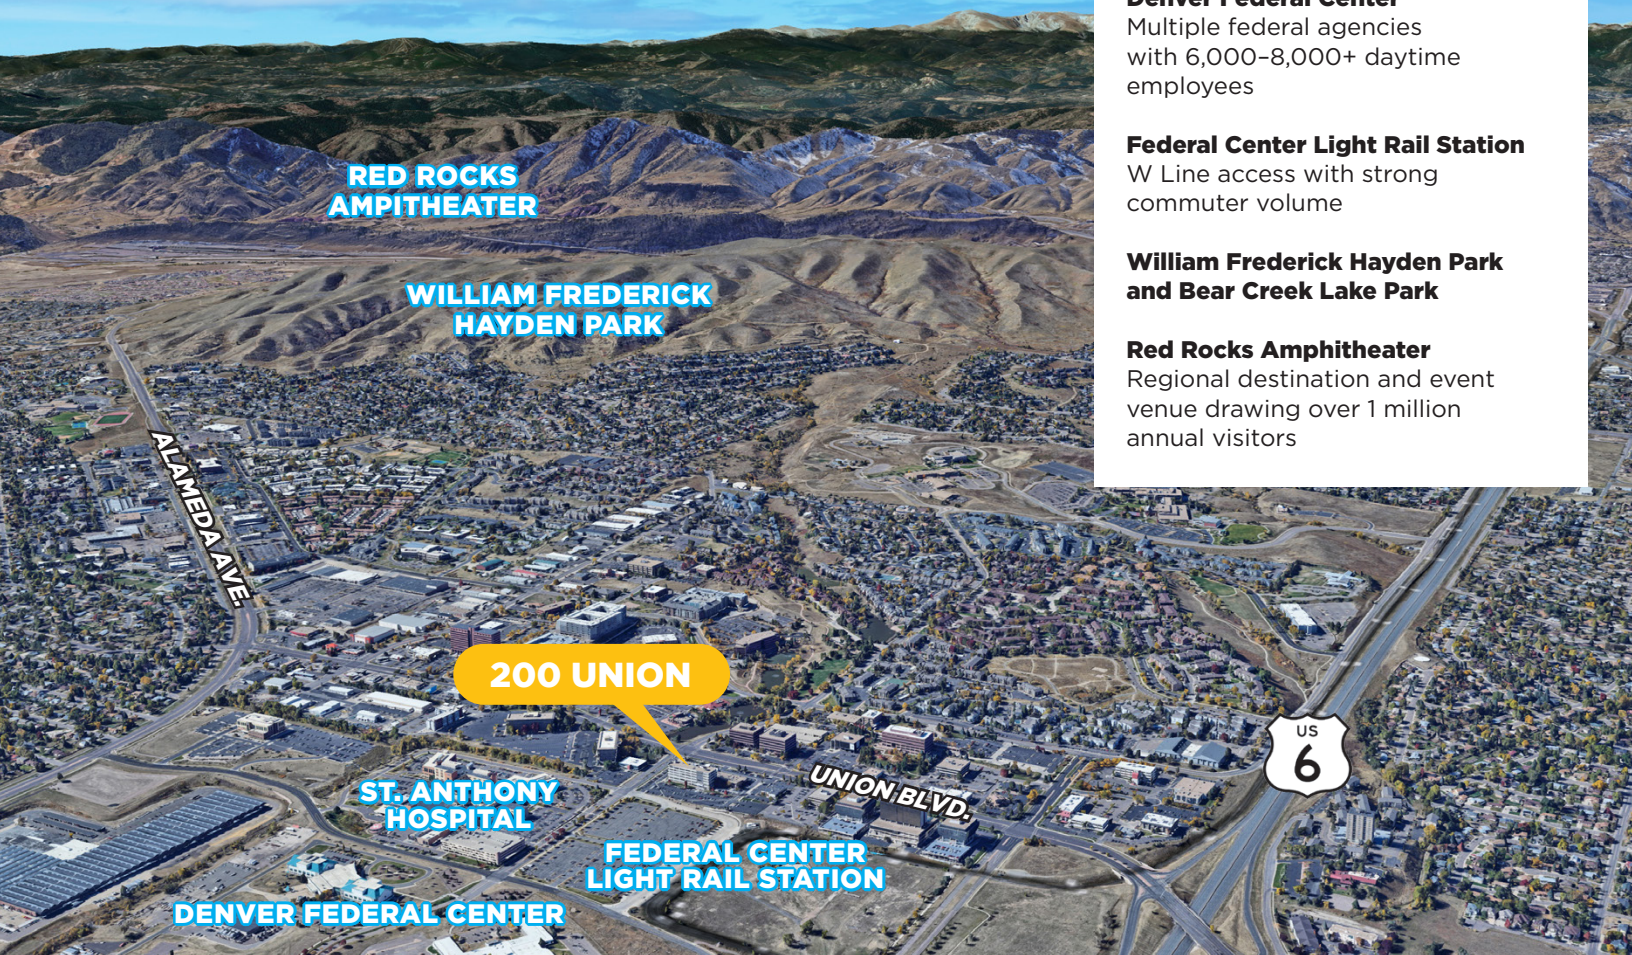 Denver Federal Center
Multiple federal agencies
with 6,000–8,000+ daytime
employees
Federal Center Light Rail Station
W Line access with strong
commuter volume
William Frederick Hayden Park
and Bear Creek Lake Park
Red Rocks Amphitheater
Regional destination and event
venue drawing over 1 million
annual visitors
RED ROCKS
AMPITHEATER
WILLIAM FREDERICK
HAYDEN PARK
ALAMEDA AVE.
200 UNION
US
6
UNION BLVD.
ST. ANTHONY
HOSPITAL
FEDERAL CENTER
LIGHT RAIL STATION
DENVER FEDERAL CENTER